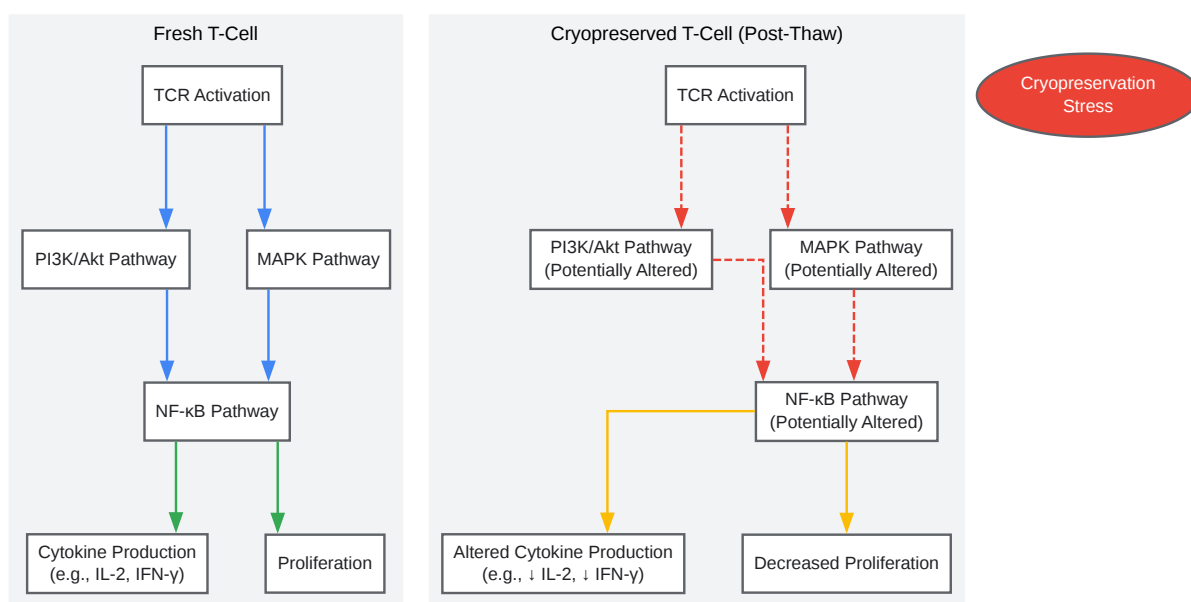 Fresh T-Cell
TCR Activation
PI3K/Akt Pathway
MAPK Pathway
NF-κB Pathway
Cytokine Production
(e.g., IL-2, IFN-γ)
Proliferation
Cryopreserved T-Cell (Post-Thaw)
TCR Activation
PI3K/Akt Pathway
(Potentially Altered)
MAPK Pathway
(Potentially Altered)
NF-κB Pathway
(Potentially Altered)
Altered Cytokine Production
(e.g., ↓ IL-2, ↓ IFN-γ)
Decreased Proliferation
Cryopreservation
Stress